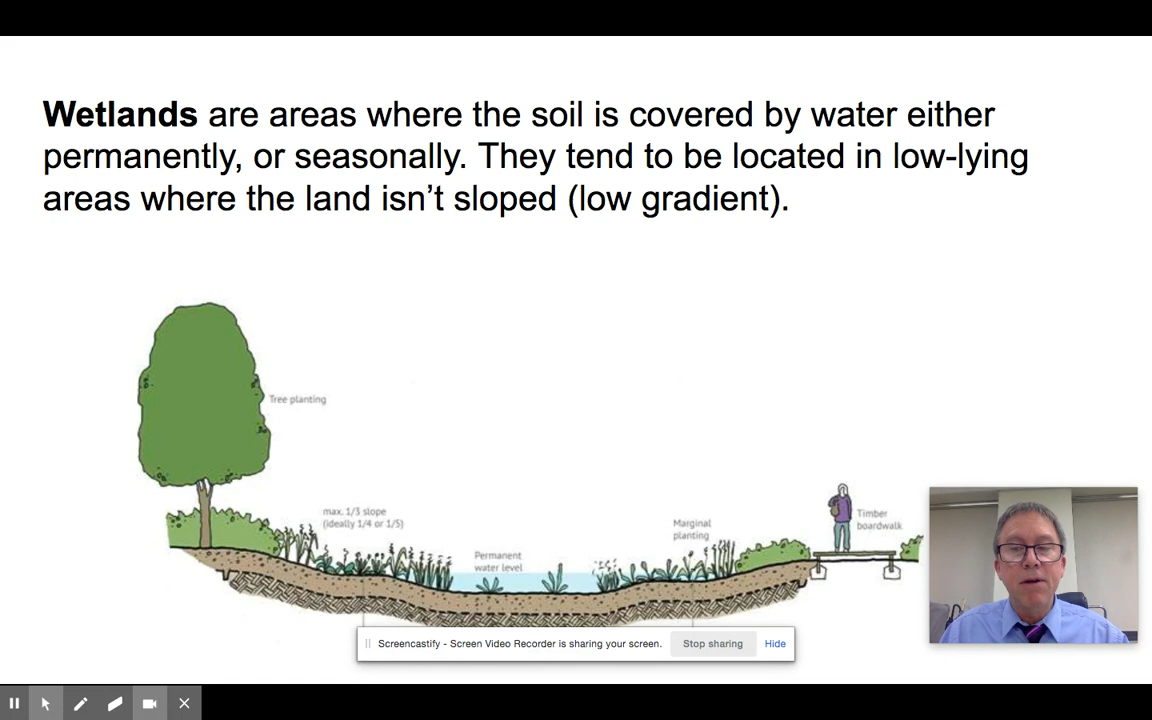 Wetlands are areas where the soil is covered by water either
permanently, or seasonally. They tend to be located in low-lying
areas where the land isn’t sloped (low gradient).
Tree planting
max. 1/3 slope
(ideally 1/4 or 1/5)
Permanent
water level
Marginal
planting
Timber
boardwalk
Screencastify - Screen Video Recorder is sharing your screen.
Stop sharing
Hide